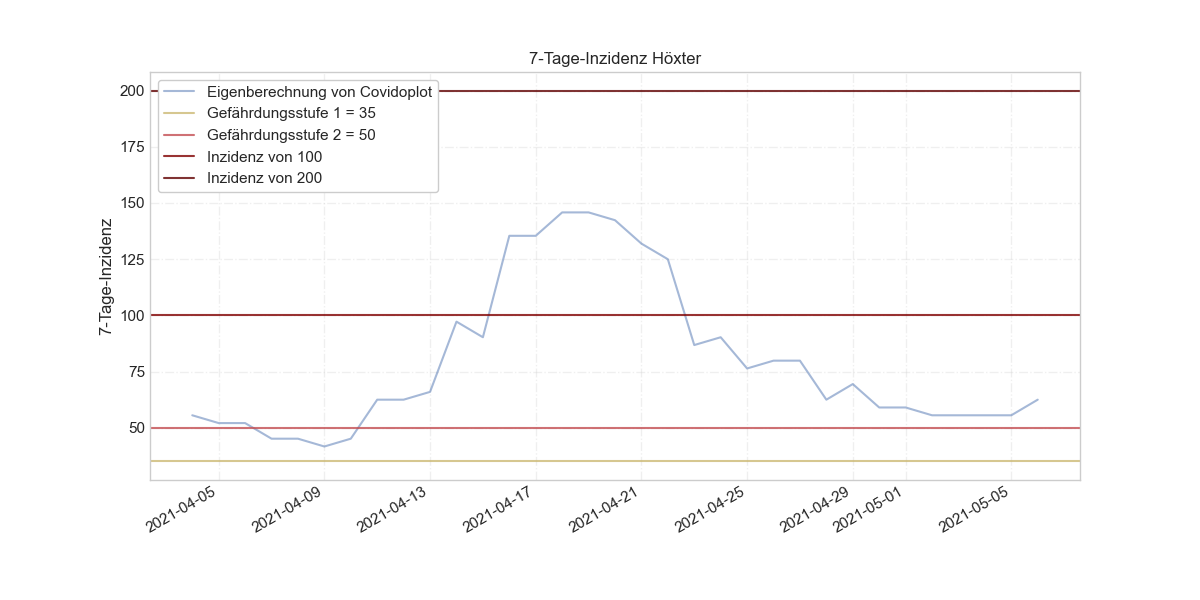 7-Tage-Inzidenz Höxter
Eigenberechnung von Covidoplot
Gefährdungsstufe 1 = 35
Gefährdungsstufe 2 = 50
Inzidenz von 100
Inzidenz von 200
7-Tage-Inzidenz
200
175
150
125
100
75
50
2021-04-05
2021-04-09
2021-04-13
2021-04-17
2021-04-21
2021-04-25
2021-04-29
2021-05-01
2021-05-05